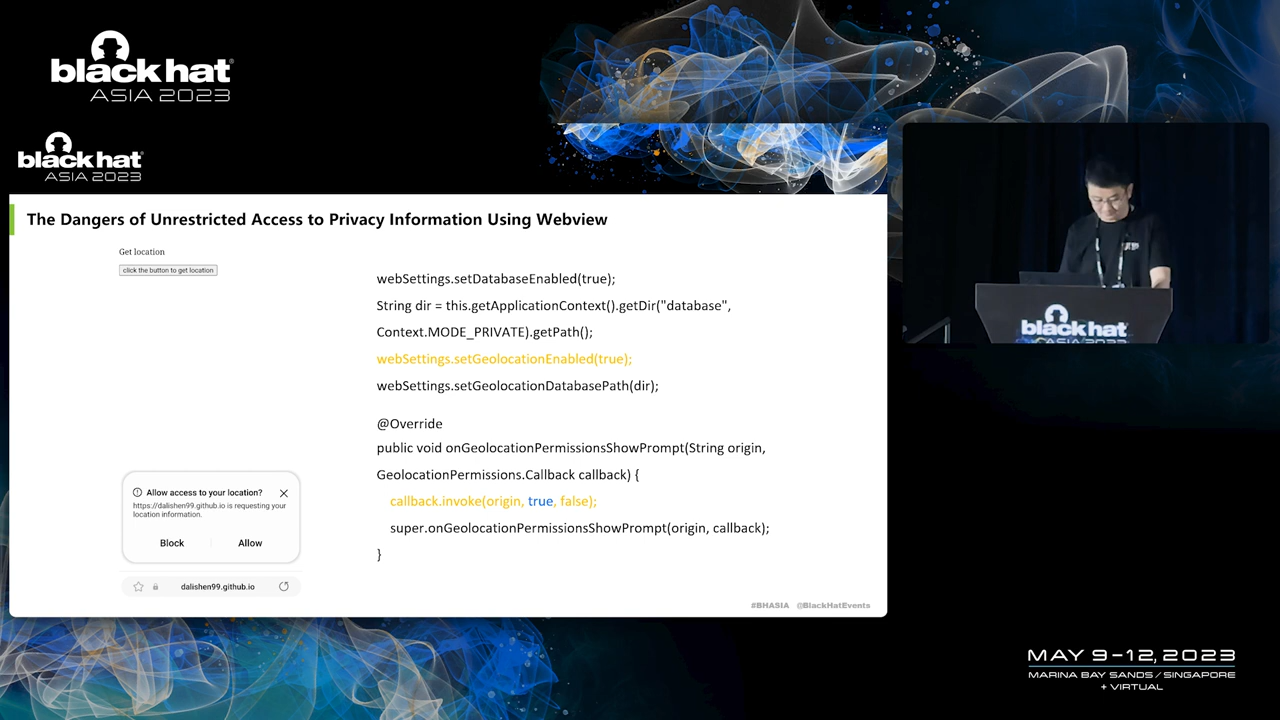 black hat
ASIA 2023
black hat
ASIA 2023
The Dangers of Unrestricted Access to Privacy Information Using Webview
Get location
click the button to get location
webSettings.setDatabaseEnabled(true);
String dir = this.getApplicationContext().getDir("database",
Context.MODE_PRIVATE).getPath();
webSettings.setGeolocationEnabled(true);
webSettings.setGeolocationDatabasePath(dir);
@Override
public void onGeolocationPermissionsShowPrompt(String origin,
GeolocationPermissions.Callback callback) {
callback.invoke(origin, true, false);
super.onGeolocationPermissionsShowPrompt(origin, callback);
}
Allow access to your location?
https://dalishen99.github.io is requesting your
location information.
Block
Allow
dalishen99.github.io
#BHASIA @BlackHatEvents
black hat
ASIA 2023
MAY 9-12, 2023
MARINA BAY SANDS / SINGAPORE
+ VIRTUAL